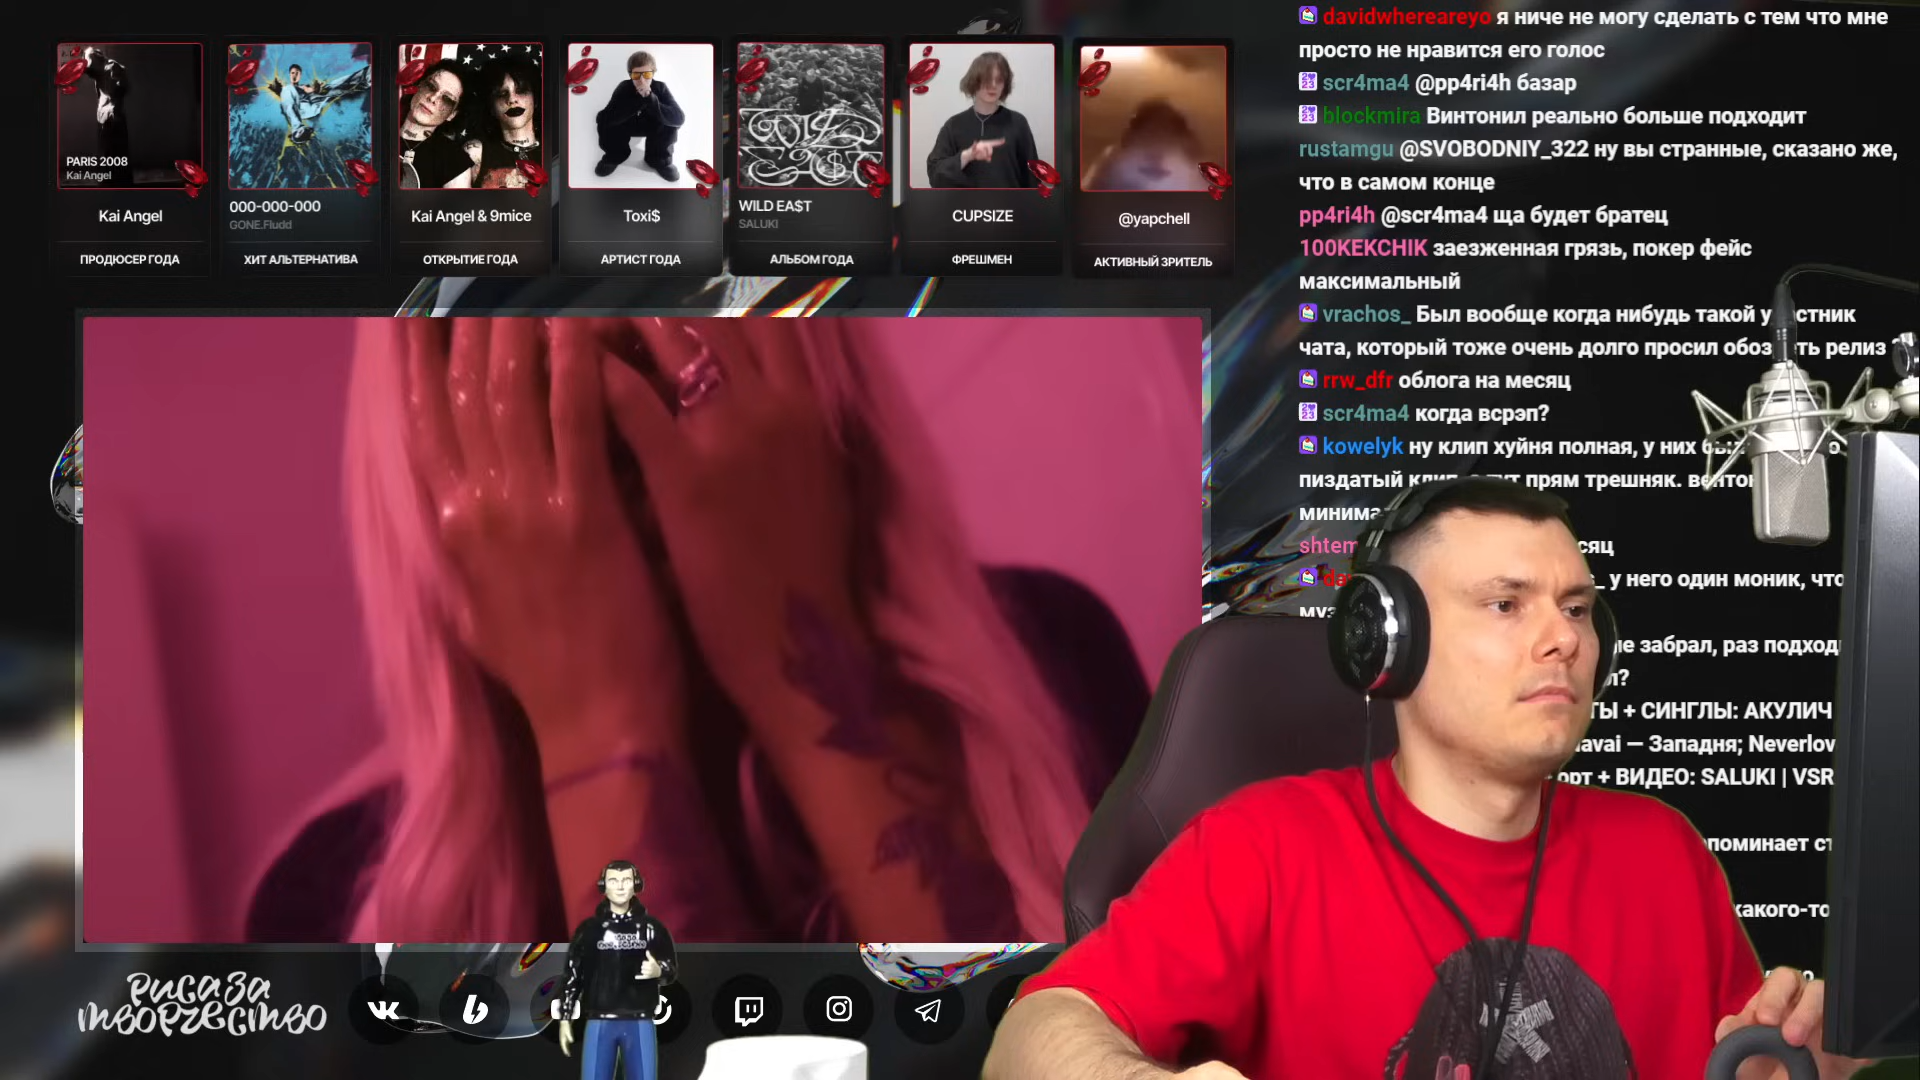 PARIS 2008
Kai Angel
Kai Angel
ПРОДЮСЕР ГОДА
000-000-000
GONE.Fludd
ХИТ АЛЬТЕРНАТИВА
Kai Angel & 9mice
ОТКРЫТИЕ ГОДА
Toxi$
АРТИСТ ГОДА
WILD EA$T
SALUKI
АЛЬБОМ ГОДА
CUPSIZE
ФРЕШМЕН
@yapchell
АКТИВНЫЙ ЗРИТЕЛЬ
davidwhereareyo я ниче не могу сделать с тем что мне
просто не нравится его голос
scr4ma4 @pp4ri4h базар
blockmira Винтонил реально больше подходит
rustamgu @SVOBODNIY_322 ну вы странные, сказано же,
что в самом конце
pp4ri4h @scr4ma4 ща будет братец
100KEKCHIK заезженная грязь, покер фейс
максимальный
vrachos_ Был вообще когда нибудь такой
чата, который тоже очень долго просил релиз
rrw_dfr облога на месяц
scr4ma4 когда всрэп?
kowelyk ну клип хуйня полная, у них
пиздатый прям трешняк.
у него один моник, что
забрал, раз
+ СИНГЛЫ: АКУЛИЧ
— Западня; Neverlov
+ ВИДЕО: SALUKI | VSR
какого-то
риса за
творчество